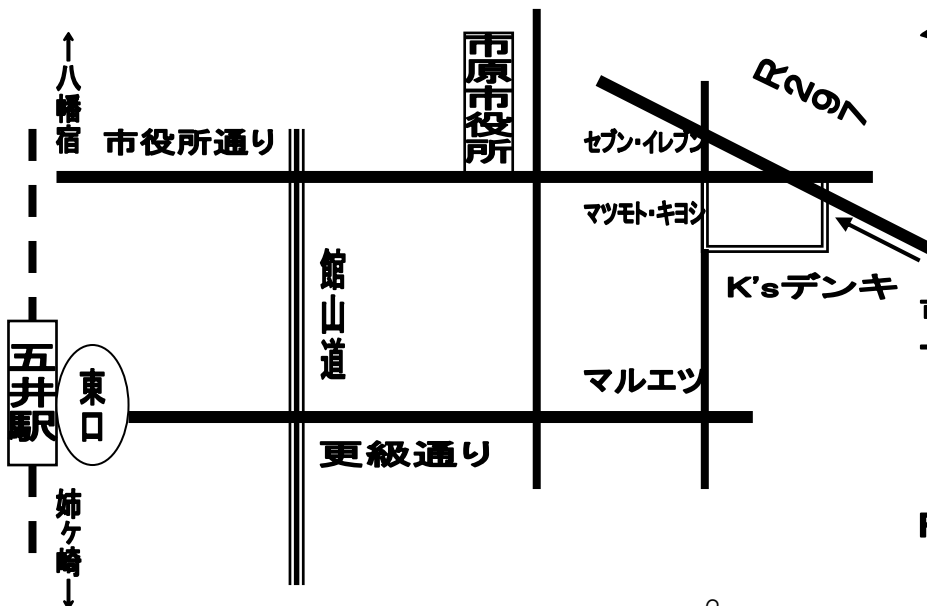 ↑八幡宿
市役所通り
市原市役所
R297
セブン・イレブン
マツモト・キヨシ
館山道
K'sデンキ
マルエツ
五井駅
東口
更級通り
姉ヶ崎↓